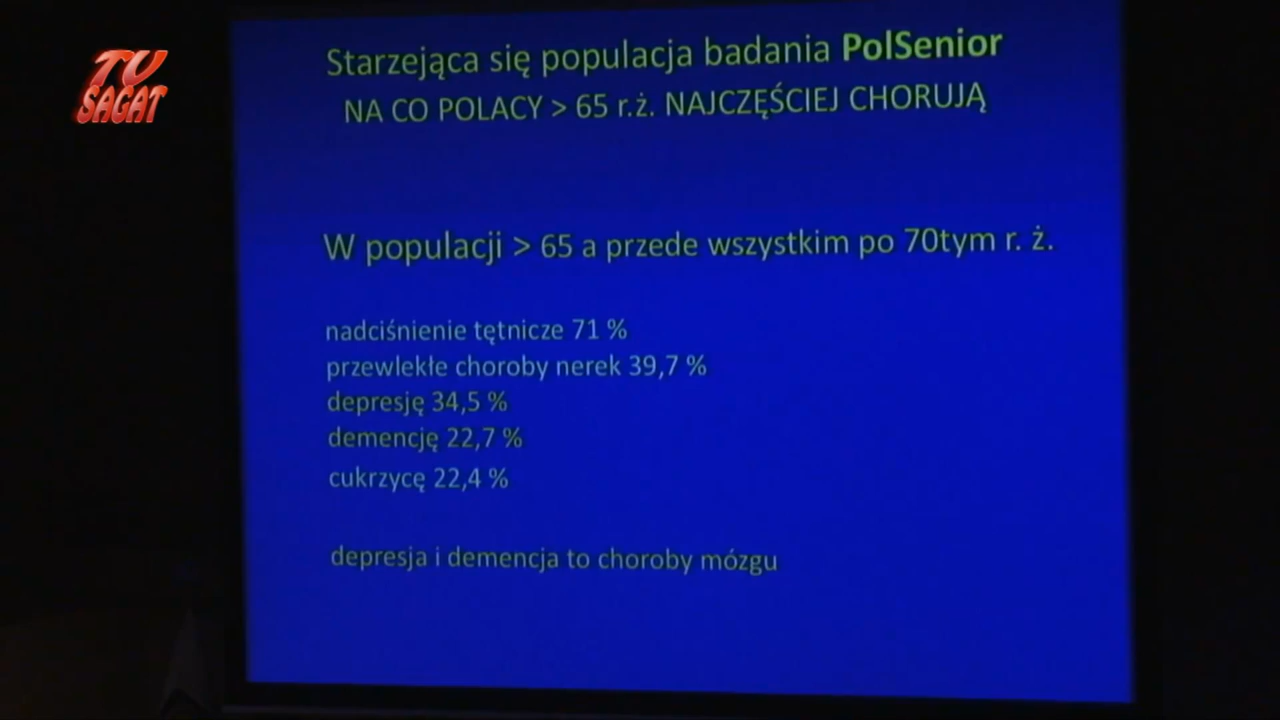 TV
SAGAT
Starzejąca się populacja badania PolSenior
NA CO POLACY > 65 r.ż. NAJCZĘŚCIEJ CHORUJĄ
W populacji > 65 a przede wszystkim po 70tym r. ż.
nadciśnienie tętnicze 71 %
przewlekłe choroby nerek 39,7 %
depresję 34,5 %
demencję 22,7 %
cukrzycę 22,4 %
depresja i demencja to choroby mózgu